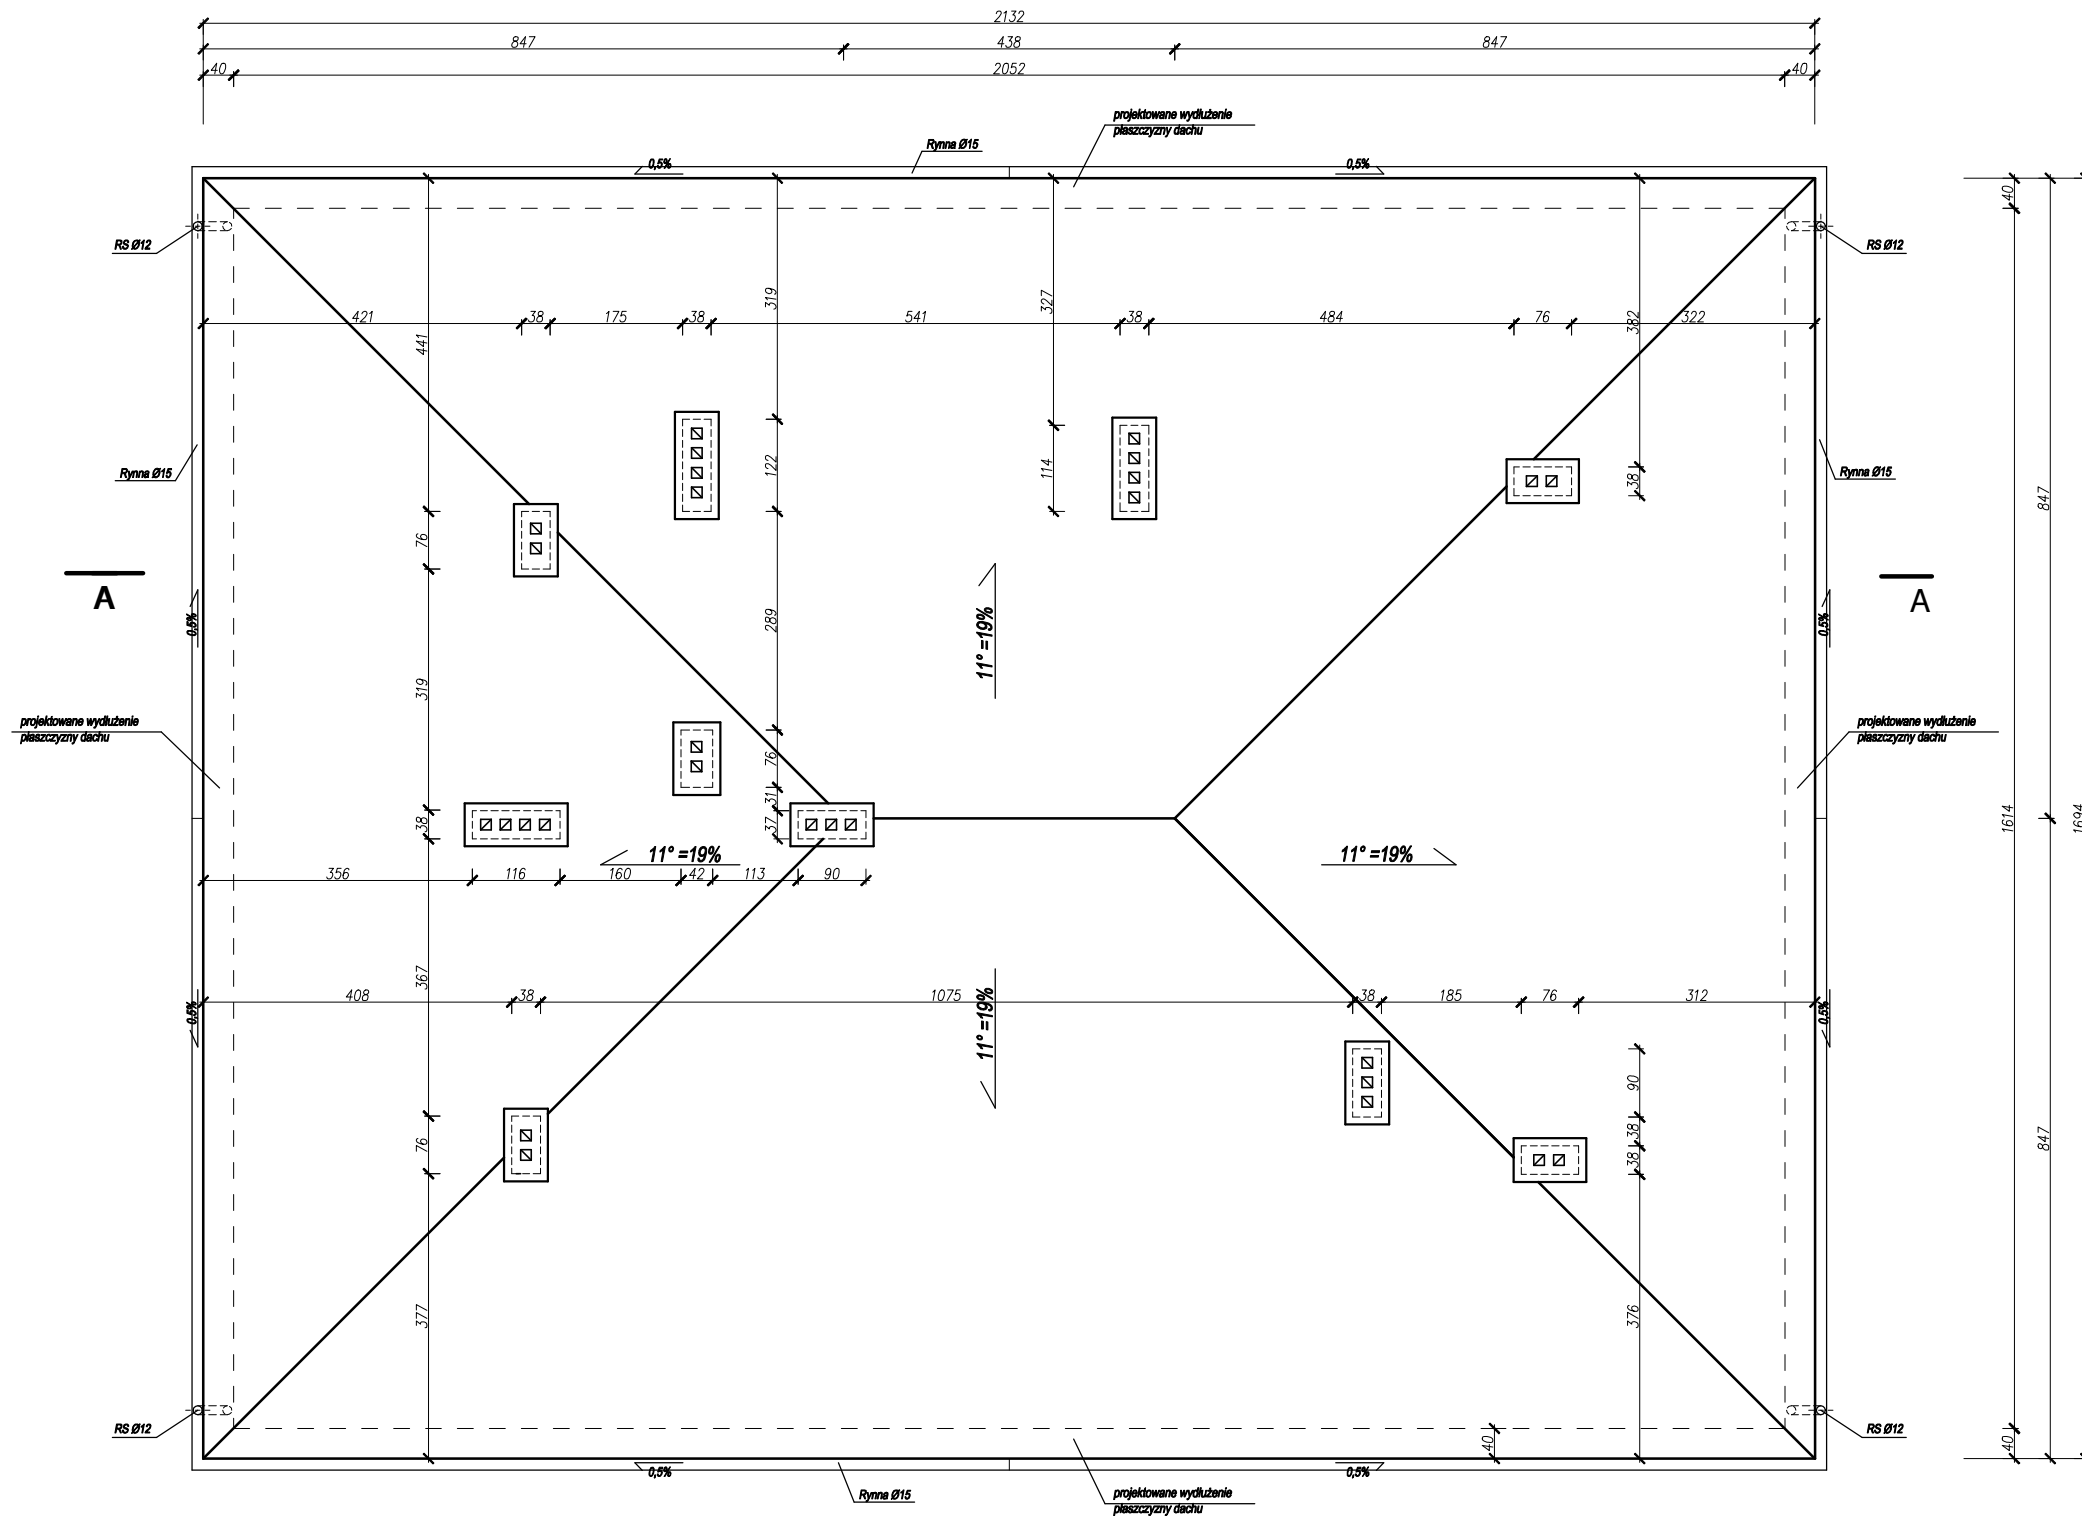 2132
847 438 847
40 2052 40
projektowane wydłużenie
płaszczyzny dachu
Rynna Ø15
0,5% 0,5%
40
RS Ø12 RS Ø12
319 327
421 38 175 38 541 38 484 76 322
441 382
122 114 38
Rynna Ø15 Rynna Ø15
847
76
A A
0,5% 289 11° =19% 0,5%
319
projektowane wydłużenie
płaszczyzny dachu
projektowane wydłużenie
płaszczyzny dachu
76
31
38 37
1614 1694
11° =19% 11° =19%
356 116 160 42 113 90
367
408 38 1075 38 185 76 312
0,5% 11° =19% 0,5%
90
76 38
38
847
377 376
RS Ø12 RS Ø12
40 40
0,5% 0,5%
Rynna Ø15
projektowane wydłużenie
płaszczyzny dachu